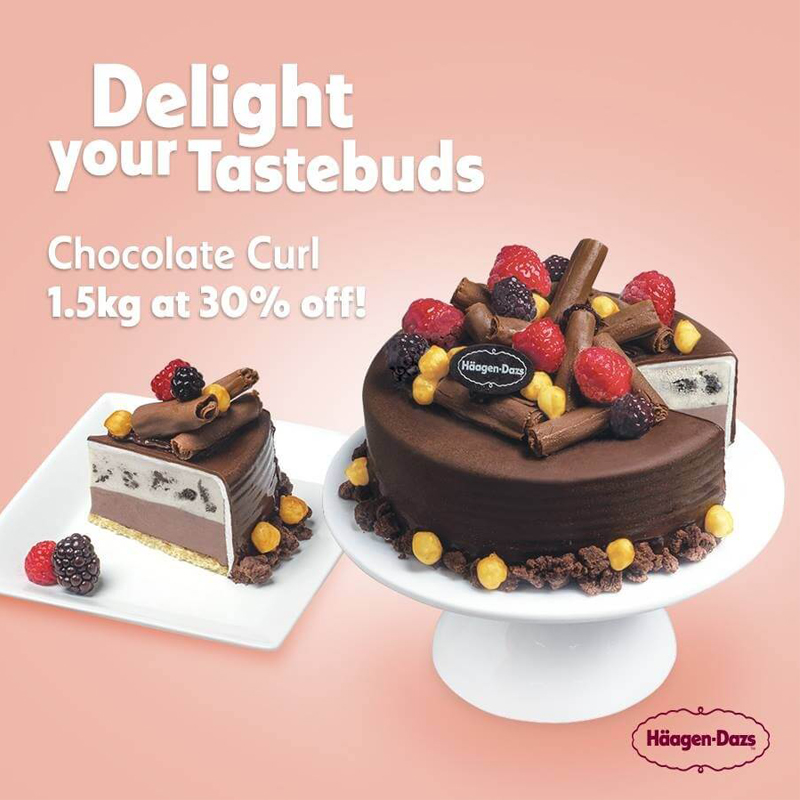 Delight
your Tastebuds
Chocolate Curl
1.5kg at 30% off!
Häagen-Dazs
Häagen-Dazs